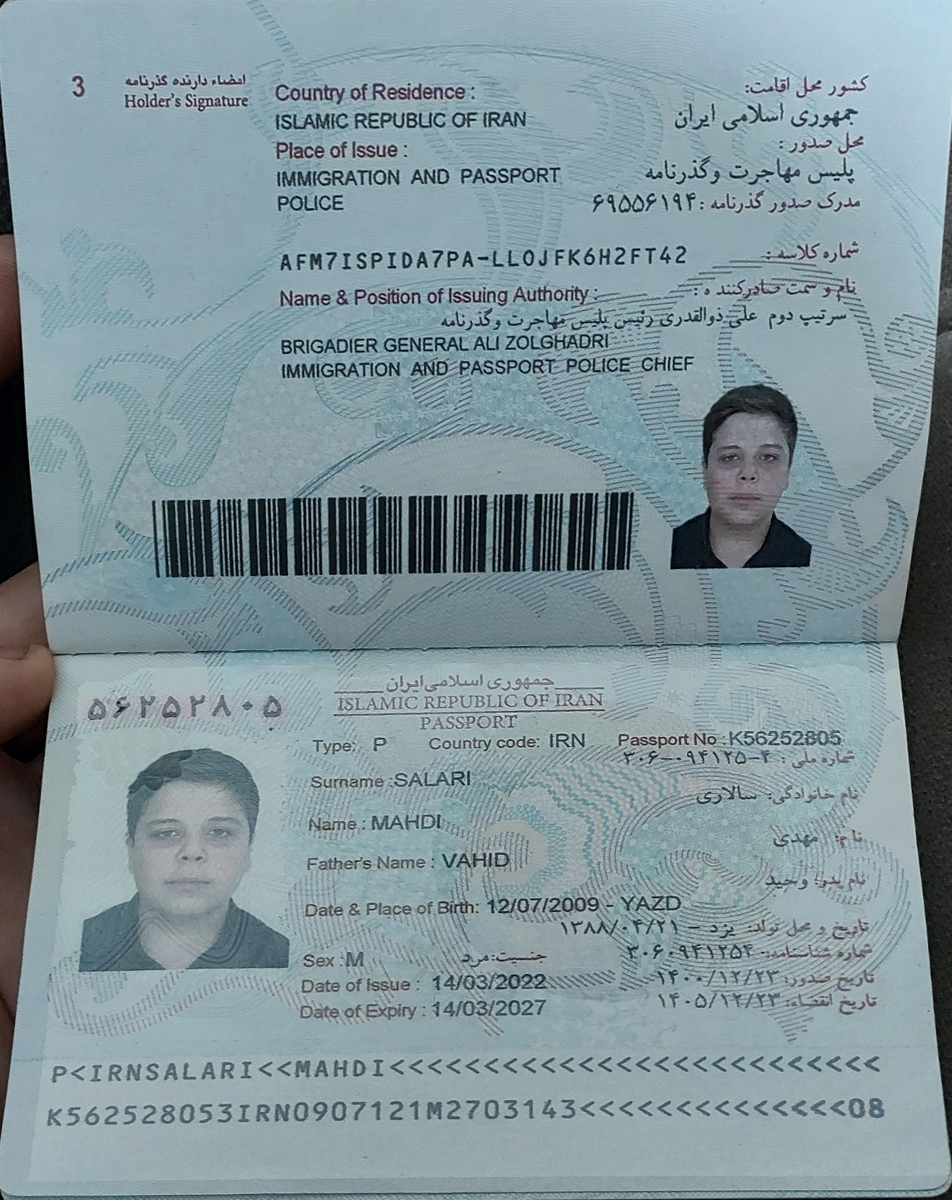 3
امضاء دارنده گذرنامه
Holder's Signature
Country of Residence :
کشور محل اقامت:
ISLAMIC REPUBLIC OF IRAN
جمهوری اسلامی ایران
Place of Issue :
محل صدور :
IMMIGRATION AND PASSPORT
POLICE
پلیس مهاجرت وگذرنامه
مدرک صدور گذرنامه : ۶۹۵۵۶۱۹۴
AFM7ISPIDA7PA-LLOJFK6H2FT42
شماره کلاسه :
Name & Position of Issuing Authority :
نام و سمت صادرکننده :
سرتیپ دوم علی ذوالقدری رئیس پلیس مهاجرت وگذرنامه
BRIGADIER GENERAL ALI ZOLGHADRI
IMMIGRATION AND PASSPORT POLICE CHIEF
جمهوری اسلامی ایران
ISLAMIC REPUBLIC OF IRAN
PASSPORT
۵۶۲۵۲۸۰۵
Type: P Country code: IRN Passport No : K56252805
شماره ملی : ۳۰۶-۰۹۴۱۲۵-۴
Surname : SALARI
نام خانوادگی: سالاری
Name : MAHDI
نام: مهدی
Father's Name : VAHID
نام پدر: وحید
Date & Place of Birth: 12/07/2009 - YAZD
تاریخ و محل تولد: یزد - ۱۳۸۸/۰۴/۲۱
شماره شناسنامه: ۳۰۶۰۹۴۱۲۵۴
Sex : M
جنسیت: مرد
Date of Issue : 14/03/2022
تاریخ صدور: ۱۴۰۰/۱۲/۲۳
Date of Expiry : 14/03/2027
تاریخ انقضاء: ۱۴۰۵/۱۲/۲۳
P<IRNSALARI<<MAHDI<<<<<<<<<<<<<<<<<<<<<<<<<<
K562528053IRN0907121M2703143<<<<<<<<<<<<<<08